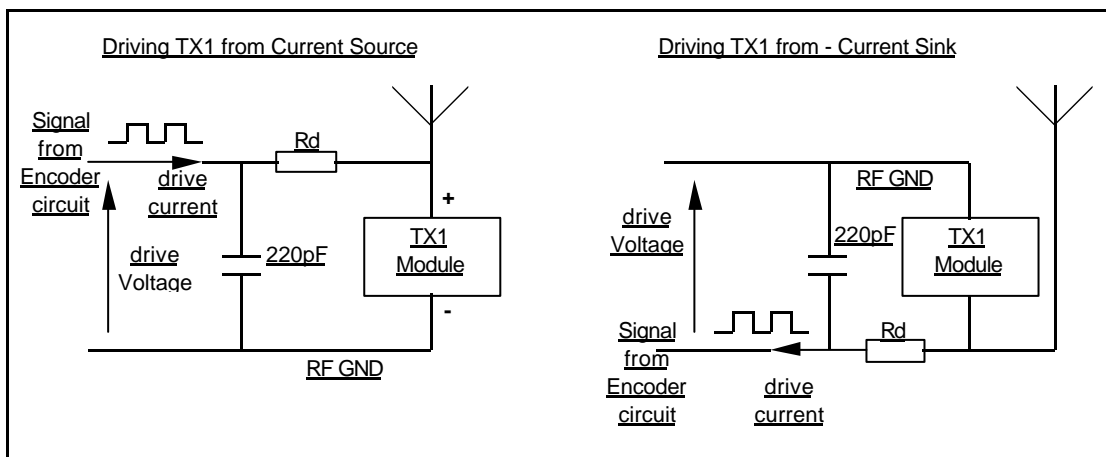 Driving TX1 from Current Source
Signal
from
Encoder
circuit
drive
current
Rd
+
drive
Voltage
220pF
TX1
Module
-
RF GND
Driving TX1 from - Current Sink
RF GND
drive
Voltage
220pF
TX1
Module
Signal
from
Encoder
circuit
Rd
drive
current